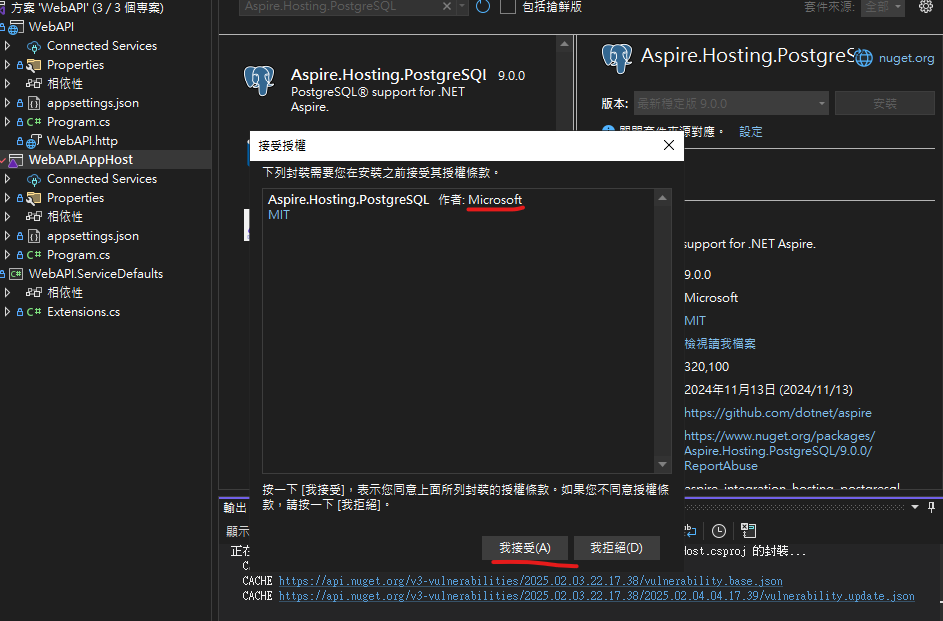 方案 'WebAPI' (3 / 3 個專案)
WebAPI
Connected Services
Properties
相依性
appsettings.json
Program.cs
WebAPI.http
WebAPI.AppHost
Connected Services
Properties
相依性
appsettings.json
Program.cs
WebAPI.ServiceDefaults
相依性
Extensions.cs
Aspire.Hosting.PostgreSQL
包括搶鮮版
套件來源: 全部
Aspire.Hosting.PostgreSQL 9.0.0
PostgreSQL® support for .NET
Aspire.
Aspire.Hosting.PostgreS
nuget.org
版本: 最新穩定版 9.0.0 安裝
套件來源對應。 設定
接受授權
下列封裝需要您在安裝之前接受其授權條款。
Aspire.Hosting.PostgreSQL 作者: Microsoft
MIT
按一下 [我接受]，表示您同意上面所列封裝的授權條款。如果您不同意授權條
款，請按一下 [我拒絕]。
我接受(A) 我拒絕(D)
support for .NET Aspire.
9.0.0
Microsoft
MIT
檢視讀我檔案
320,100
2024年11月13日 (2024/11/13)
https://github.com/dotnet/aspire
https://www.nuget.org/packages/
Aspire.Hosting.PostgreSQL/9.0.0/
ReportAbuse
aspire, integration, hosting, postgresql,
輸出
顯示
正在
Host.csproj 的封裝...
C
CACHE https://api.nuget.org/v3-vulnerabilities/2025.02.03.22.17.38/vulnerability.base.json
CACHE https://api.nuget.org/v3-vulnerabilities/2025.02.03.22.17.38/2025.02.04.04.17.39/vulnerability.update.json